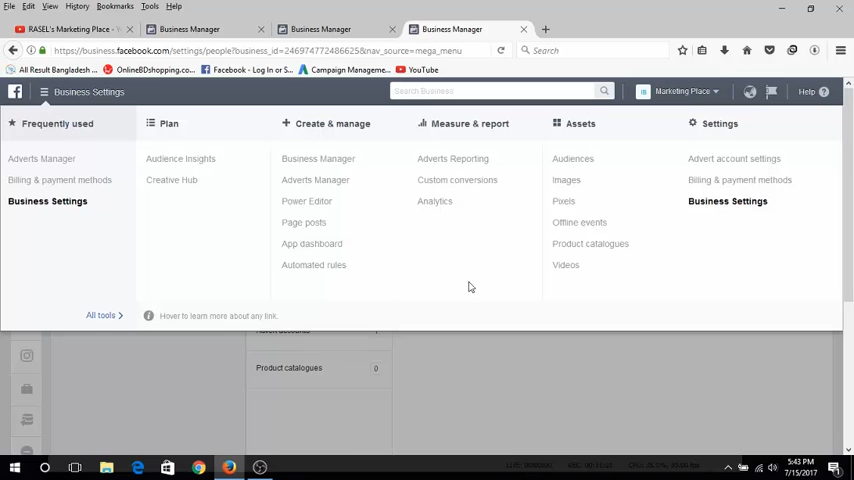 File Edit View History Bookmarks Tools Help
RASEL's Marketing Place - You
Business Manager
Business Manager
Business Manager
https://business.facebook.com/settings/people?business_id=246974772486625&nav_source=mega_menu
Search
All Result Bangladesh ...
OnlineBDshopping.co...
Facebook - Log In or S...
Campaign Manageme...
YouTube
Business Settings
Search Business
Marketing Place
Help
Frequently used
Plan
Create & manage
Measure & report
Assets
Settings
Adverts Manager
Audience Insights
Business Manager
Adverts Reporting
Audiences
Advert account settings
Billing & payment methods
Creative Hub
Adverts Manager
Custom conversions
Images
Billing & payment methods
Business Settings
Power Editor
Analytics
Pixels
Business Settings
Page posts
Offline events
App dashboard
Product catalogues
Automated rules
Videos
All tools
Hover to learn more about any link.
Product catalogues 0
5:43 PM
7/15/2017